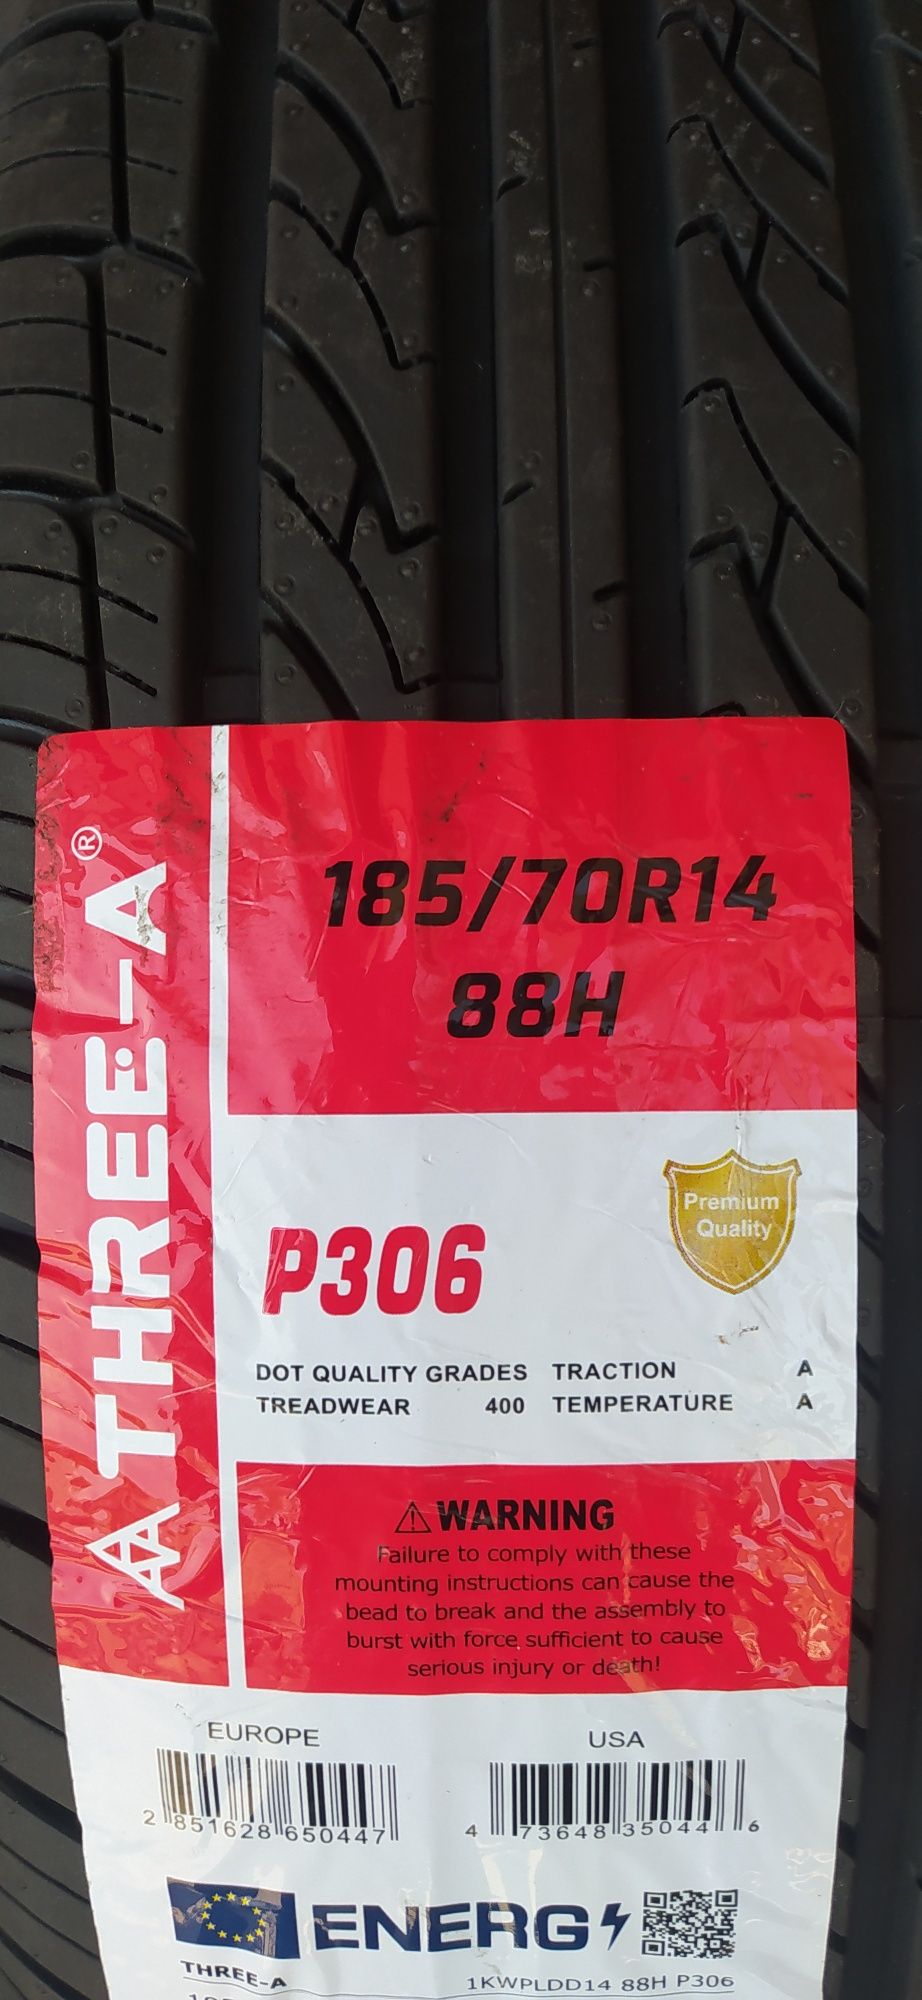 THREE-A®
185/70R14
88H
Premium
Quality
P306
DOT QUALITY GRADES TRACTION A
TREADWEAR 400 TEMPERATURE A
⚠WARNING
Failure to comply with these
mounting instructions can cause the
bead to break and the assembly to
burst with force sufficient to cause
serious injury or death!
EUROPE
2 851628 650447
USA
4 73648 35044 6
ENERG
THREE-A 1KWPLDD14 88H P306